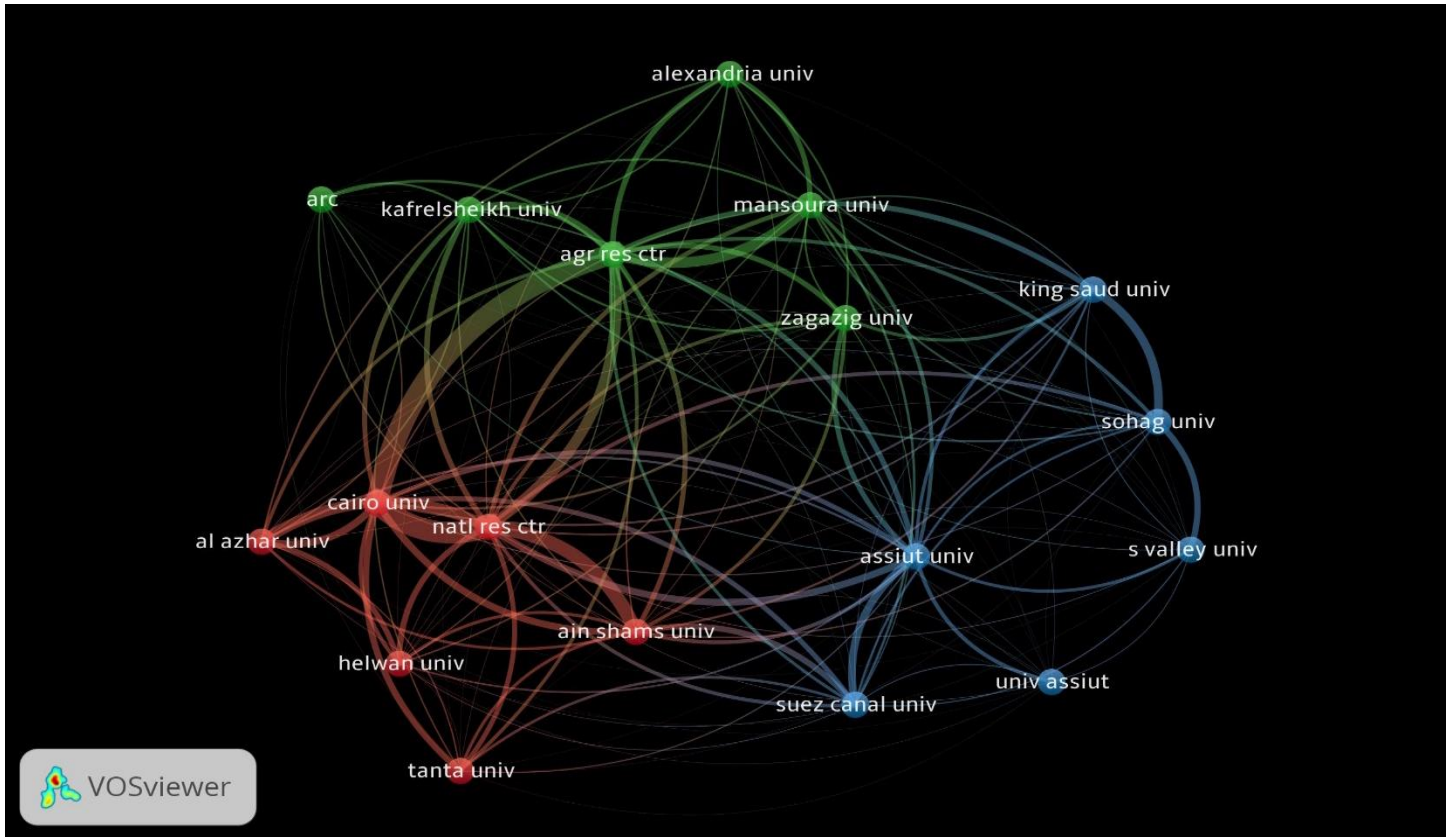 alexandria univ
arc
kafrelsheikh univ
mansoura univ
agr res ctr
king saud univ
zagazig univ
sohag univ
cairo univ
natl res ctr
al azhar univ
assiut univ
s valley univ
ain shams univ
helwan univ
univ assiut
suez canal univ
tanta univ
VOSviewer